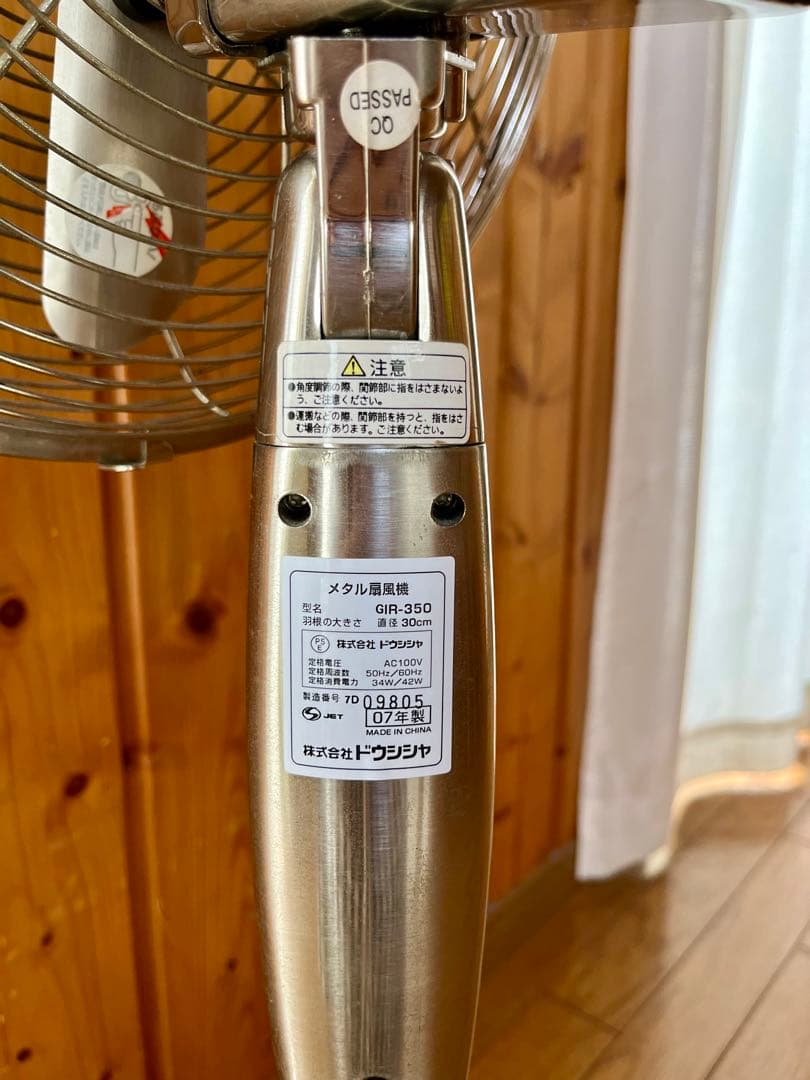 QC
PASSED
注意
●角度調節の際、関節部に指をはさまないよ
う、ご注意ください。
●運搬などの際、関節部を持つと、指をはさ
む場合があります。ご注意ください。
メタル扇風機
型名 GIR-350
羽根の大きさ 直径 30cm
PS
E 株式会社 ドウシシャ
定格電圧 AC100V
定格周波数 50Hz/60Hz
定格消費電力 34W/42W
製造番号 7D 09805
JET 07年製
MADE IN CHINA
株式会社 ドウシシャ